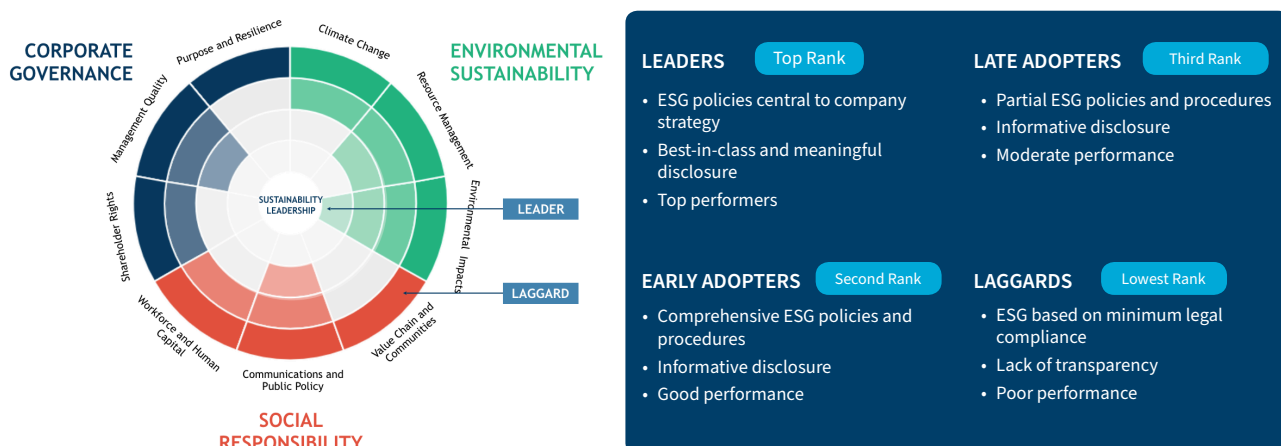 CORPORATE
GOVERNANCE
Purpose and Resilience
Climate Change
ENVIRONMENTAL
SUSTAINABILITY
Management Quality
Resource Management
Shareholder Rights
Environmental Impacts
SUSTAINABILITY
LEADERSHIP
LEADER
LAGGARD
Workforce and Human
Capital
Communications and
Public Policy
Value Chain and
Communities
SOCIAL
RESPONSIBILITY
LEADERS
Top Rank
• ESG policies central to company
strategy
• Best-in-class and meaningful
disclosure
• Top performers
LATE ADOPTERS
Third Rank
• Partial ESG policies and procedures
• Informative disclosure
• Moderate performance
EARLY ADOPTERS
Second Rank
• Comprehensive ESG policies and
procedures
• Informative disclosure
• Good performance
LAGGARDS
Lowest Rank
• ESG based on minimum legal
compliance
• Lack of transparency
• Poor performance